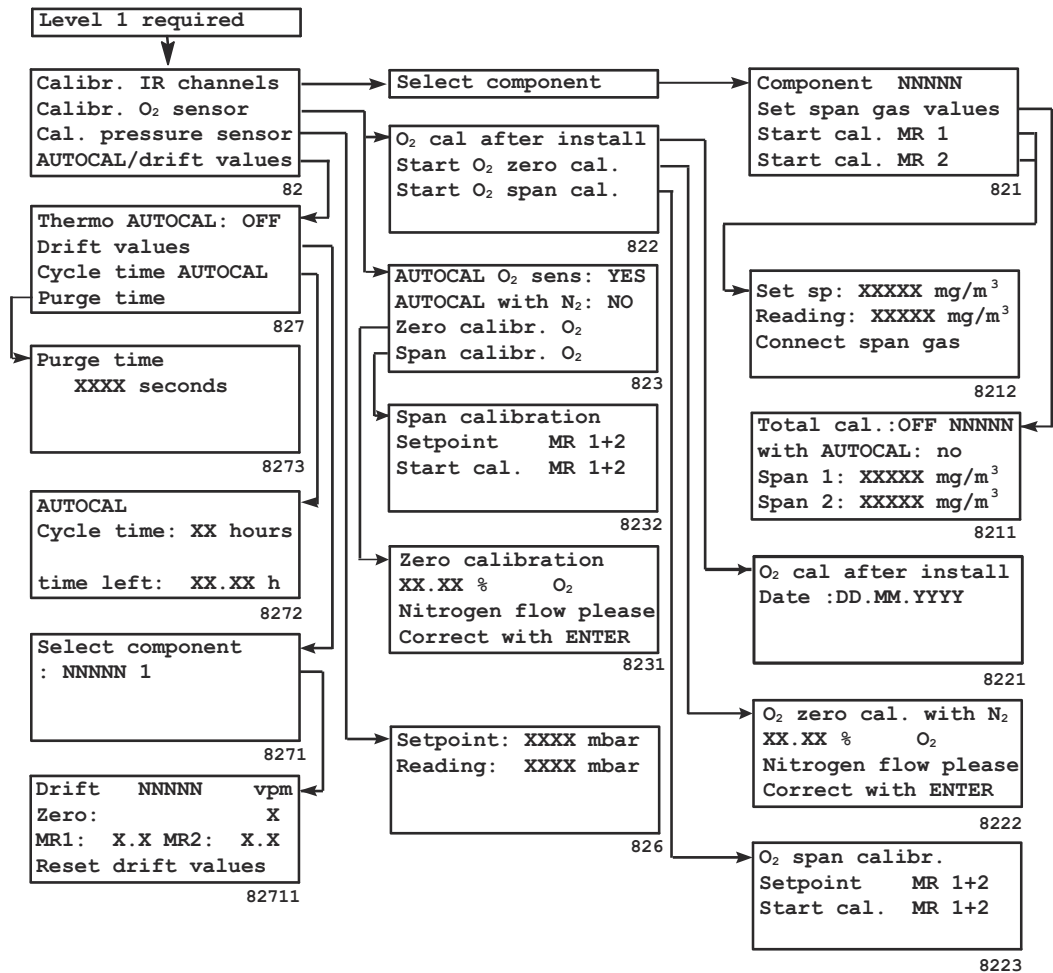 Level 1 required
Calibr. IR channels
Calibr. O₂ sensor
Cal. pressure sensor
AUTOCAL/drift values
82
Thermo AUTOCAL: OFF
Drift values
Cycle time AUTOCAL
Purge time
827
Purge time
XXXX seconds
8273
AUTOCAL
Cycle time: XX hours
time left: XX.XX h
8272
Select component
: NNNNN 1
8271
Drift NNNNN vpm
Zero: X
MR1: X.X MR2: X.X
Reset drift values
82711
Select component
O₂ cal after install
Start O₂ zero cal.
Start O₂ span cal.
822
AUTOCAL O₂ sens: YES
AUTOCAL with N₂: NO
Zero calibr. O₂
Span calibr. O₂
823
Span calibration
Setpoint MR 1+2
Start cal. MR 1+2
8232
Zero calibration
XX.XX % O₂
Nitrogen flow please
Correct with ENTER
8231
Setpoint: XXXX mbar
Reading: XXXX mbar
826
Component NNNNN
Set span gas values
Start cal. MR 1
Start cal. MR 2
821
Set sp: XXXXX mg/m³
Reading: XXXXX mg/m³
Connect span gas
8212
Total cal.:OFF NNNNN
with AUTOCAL: no
Span 1: XXXXX mg/m³
Span 2: XXXXX mg/m³
8211
O₂ cal after install
Date :DD.MM.YYYY
8221
O₂ zero cal. with N₂
XX.XX % O₂
Nitrogen flow please
Correct with ENTER
8222
O₂ span calibr.
Setpoint MR 1+2
Start cal. MR 1+2
8223